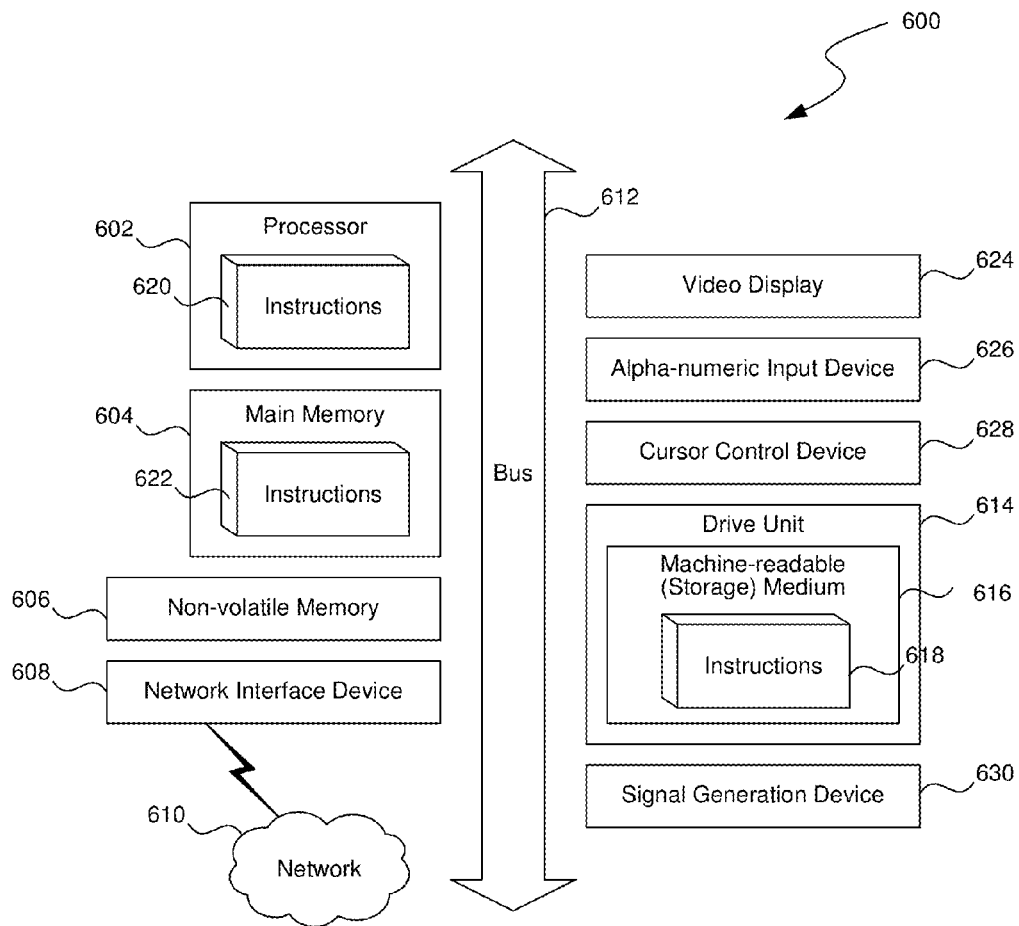 600
612
602
Processor
620
Instructions
604
Main Memory
622
Instructions
606
Non-volatile Memory
608
Network Interface Device
610
Network
Bus
Video Display
624
Alpha-numeric Input Device
626
Cursor Control Device
628
Drive Unit
614
Machine-readable
(Storage) Medium
616
Instructions
618
Signal Generation Device
630